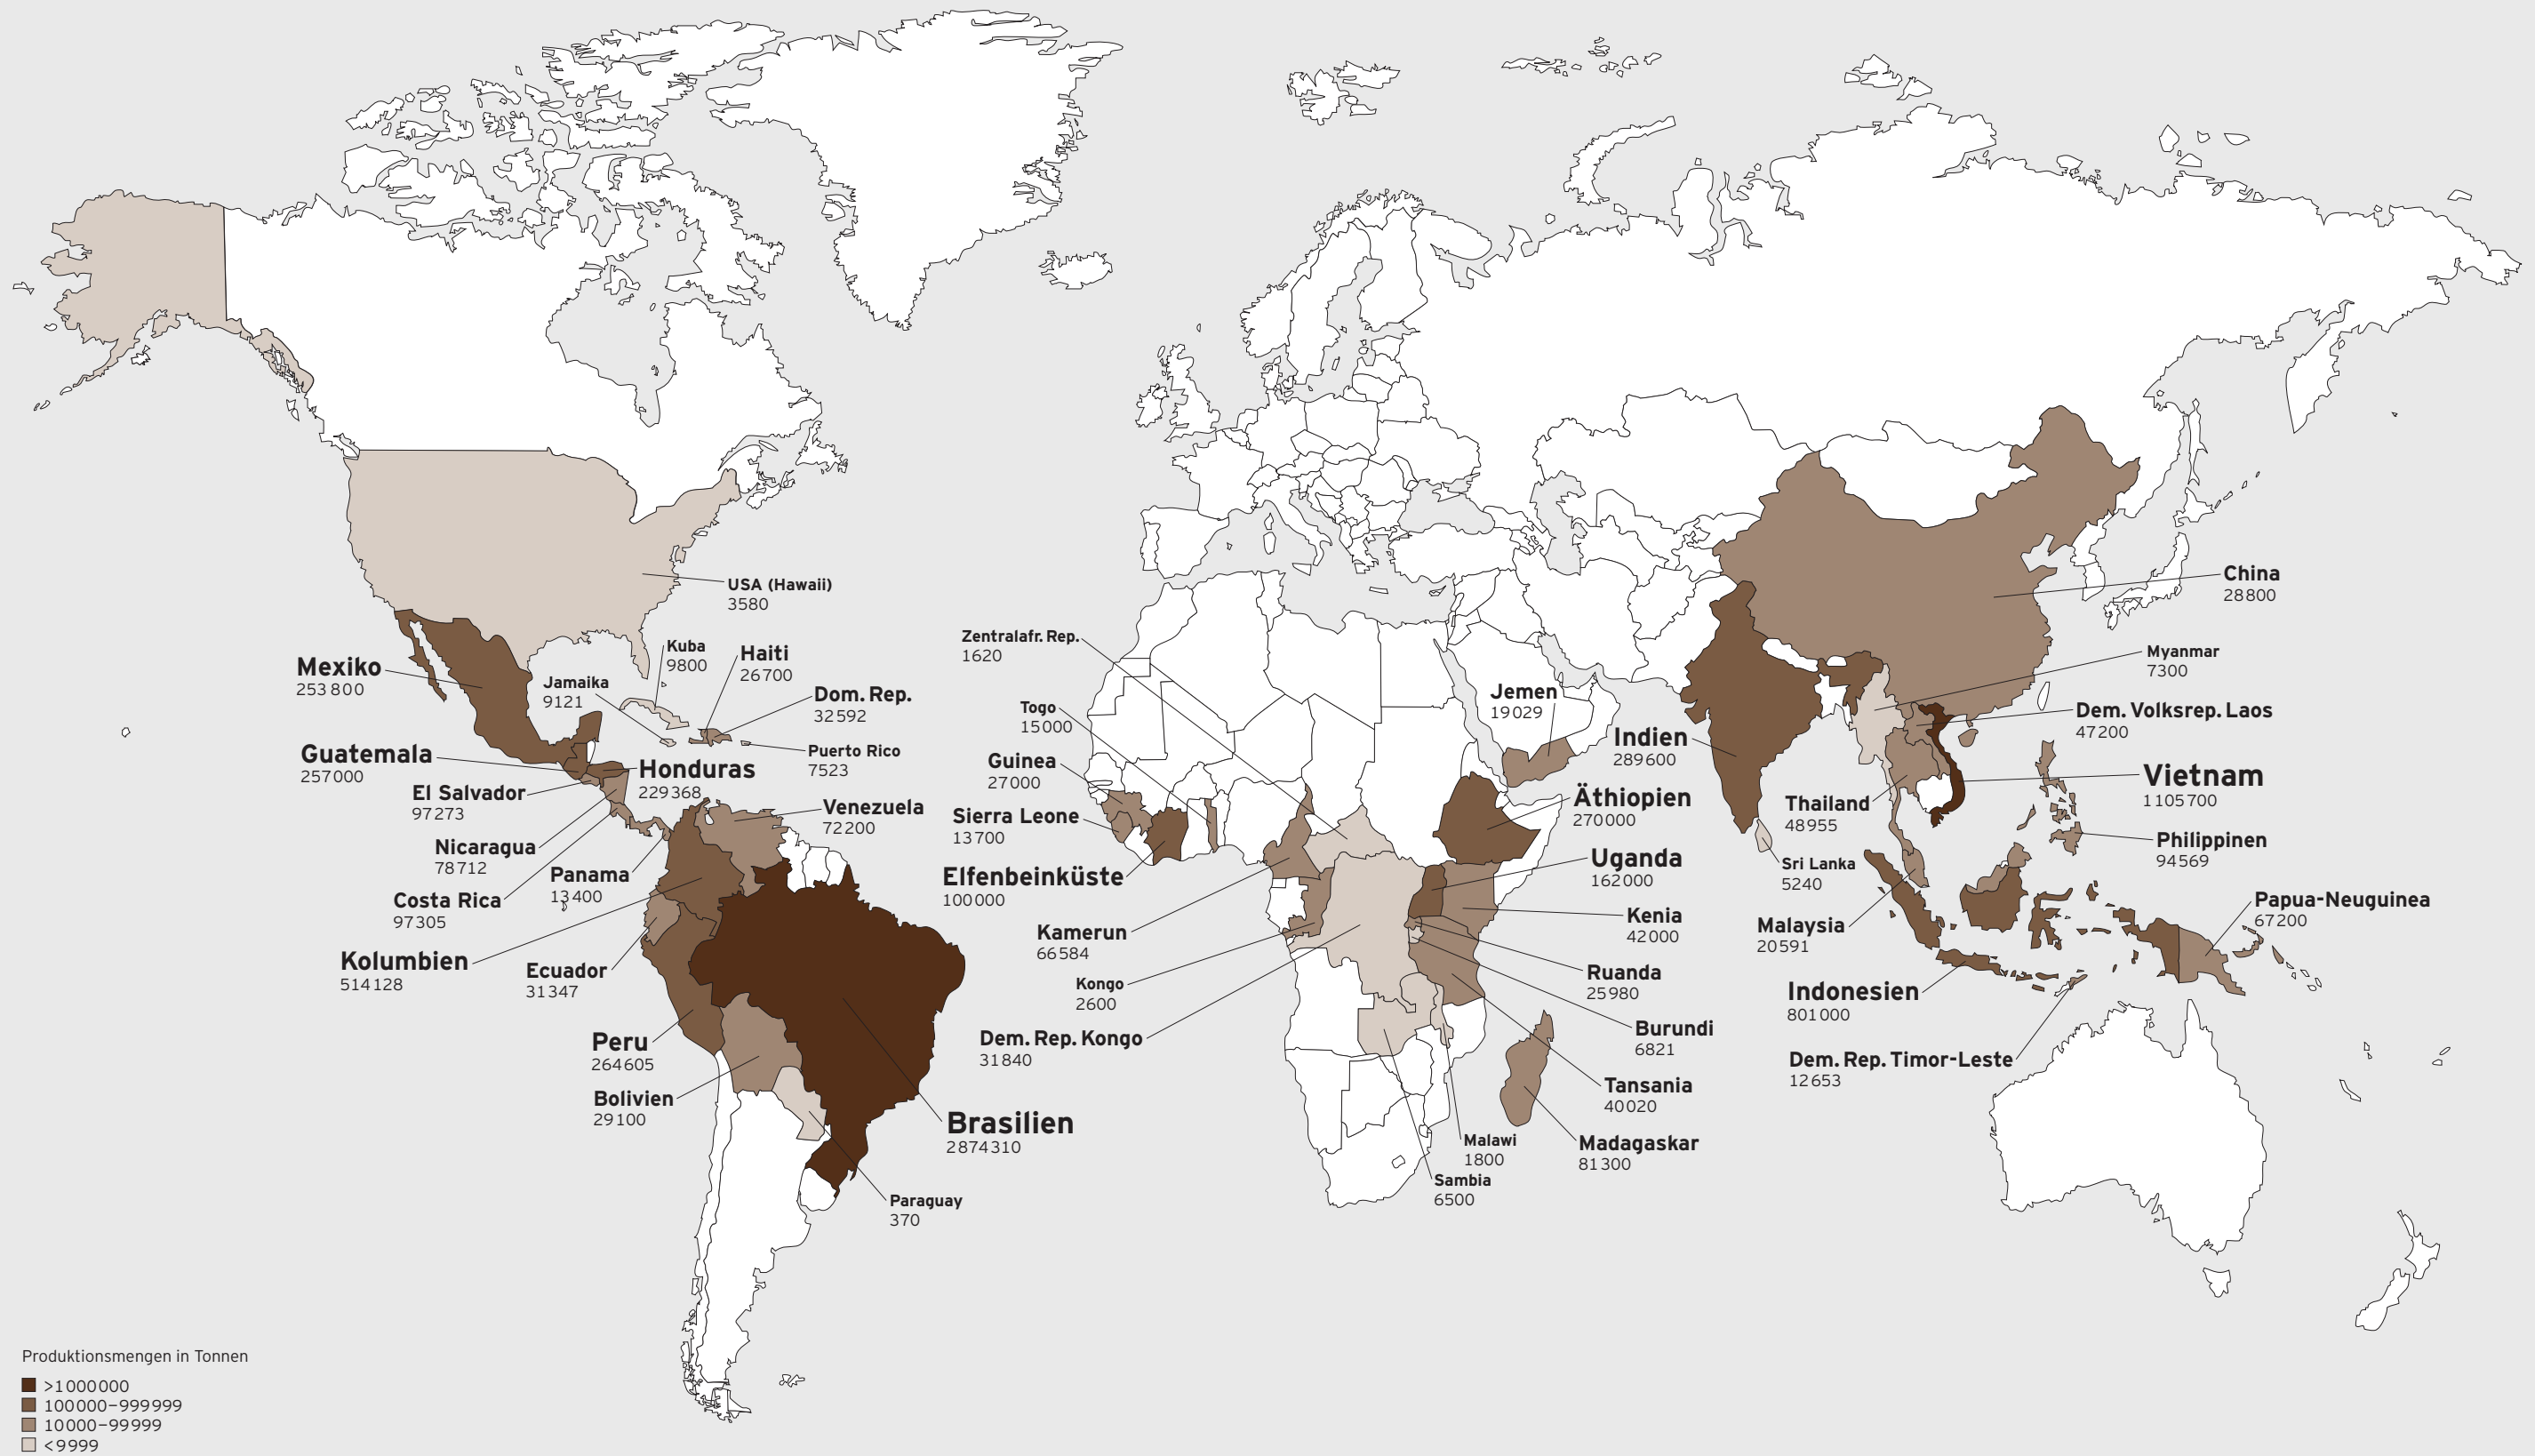 USA (Hawaii)
3580
Mexiko
253 800
Kuba
9800
Haiti
26700
Jamaika
9121
Dom. Rep.
32592
Puerto Rico
7523
Guatemala
257000
Honduras
229368
El Salvador
97273
Venezuela
72200
Nicaragua
78712
Panama
13400
Costa Rica
97305
Kolumbien
514128
Ecuador
31347
Peru
264605
Bolivien
29100
Brasilien
2874310
Paraguay
370
Zentralafr. Rep.
1620
Togo
15000
Guinea
27000
Sierra Leone
13700
Elfenbeinküste
100000
Kamerun
66584
Kongo
2600
Dem. Rep. Kongo
31840
Jemen
19029
Äthiopien
270000
Uganda
162000
Kenia
42000
Ruanda
25980
Burundi
6821
Tansania
40020
Madagaskar
81300
Malawi
1800
Sambia
6500
Indien
289600
China
28800
Myanmar
7300
Dem. Volksrep. Laos
47200
Vietnam
1105700
Thailand
48955
Philippinen
94569
Sri Lanka
5240
Malaysia
20591
Papua-Neuguinea
67200
Indonesien
801000
Dem. Rep. Timor-Leste
12653
Produktionsmengen in Tonnen
>1000000
100000–999999
10000–99999
<9999